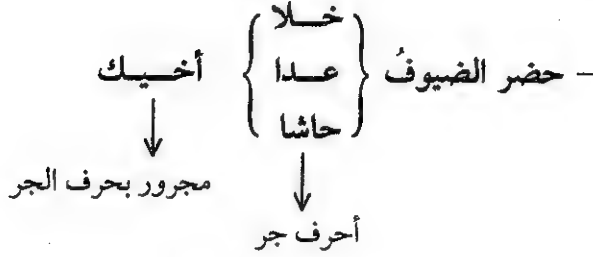 خلا
– حضر الضيوفُ { عدا } أخيك
حاشا
مجرور بحرف الجر
أحرف جر